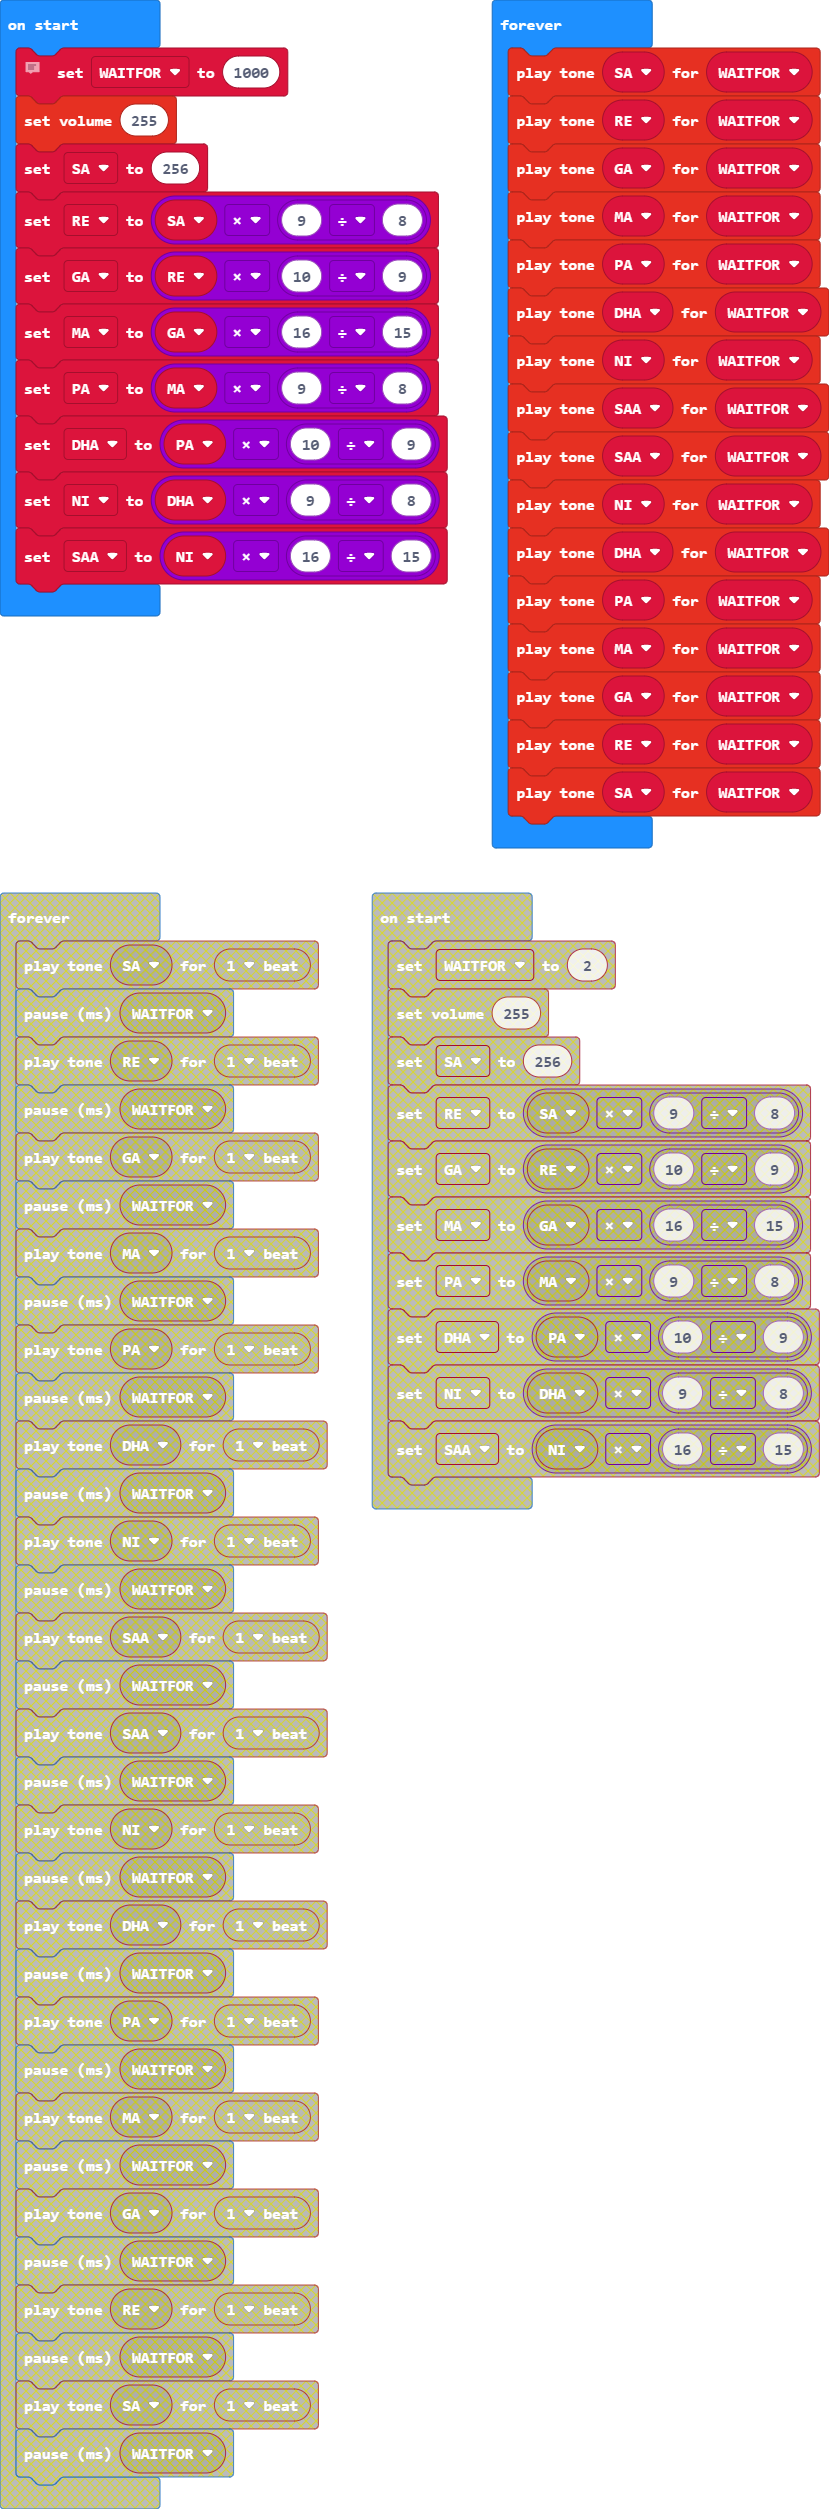 on start
set WAITFOR to 1000
set volume 255
set SA to 256
set RE to SA × 9 ÷ 8
set GA to RE × 10 ÷ 9
set MA to GA × 16 ÷ 15
set PA to MA × 9 ÷ 8
set DHA to PA × 10 ÷ 9
set NI to DHA × 9 ÷ 8
set SAA to NI × 16 ÷ 15
forever
play tone SA for WAITFOR
play tone RE for WAITFOR
play tone GA for WAITFOR
play tone MA for WAITFOR
play tone PA for WAITFOR
play tone DHA for WAITFOR
play tone NI for WAITFOR
play tone SAA for WAITFOR
play tone SAA for WAITFOR
play tone NI for WAITFOR
play tone DHA for WAITFOR
play tone PA for WAITFOR
play tone MA for WAITFOR
play tone GA for WAITFOR
play tone RE for WAITFOR
play tone SA for WAITFOR
forever
play tone SA for 1 beat
pause (ms) WAITFOR
play tone RE for 1 beat
pause (ms) WAITFOR
play tone GA for 1 beat
pause (ms) WAITFOR
play tone MA for 1 beat
pause (ms) WAITFOR
play tone PA for 1 beat
pause (ms) WAITFOR
play tone DHA for 1 beat
pause (ms) WAITFOR
play tone NI for 1 beat
pause (ms) WAITFOR
play tone SAA for 1 beat
pause (ms) WAITFOR
play tone SAA for 1 beat
pause (ms) WAITFOR
play tone NI for 1 beat
pause (ms) WAITFOR
play tone DHA for 1 beat
pause (ms) WAITFOR
play tone PA for 1 beat
pause (ms) WAITFOR
play tone MA for 1 beat
pause (ms) WAITFOR
play tone GA for 1 beat
pause (ms) WAITFOR
play tone RE for 1 beat
pause (ms) WAITFOR
play tone SA for 1 beat
pause (ms) WAITFOR
on start
set WAITFOR to 2
set volume 255
set SA to 256
set RE to SA × 9 ÷ 8
set GA to RE × 10 ÷ 9
set MA to GA × 16 ÷ 15
set PA to MA × 9 ÷ 8
set DHA to PA × 10 ÷ 9
set NI to DHA × 9 ÷ 8
set SAA to NI × 16 ÷ 15